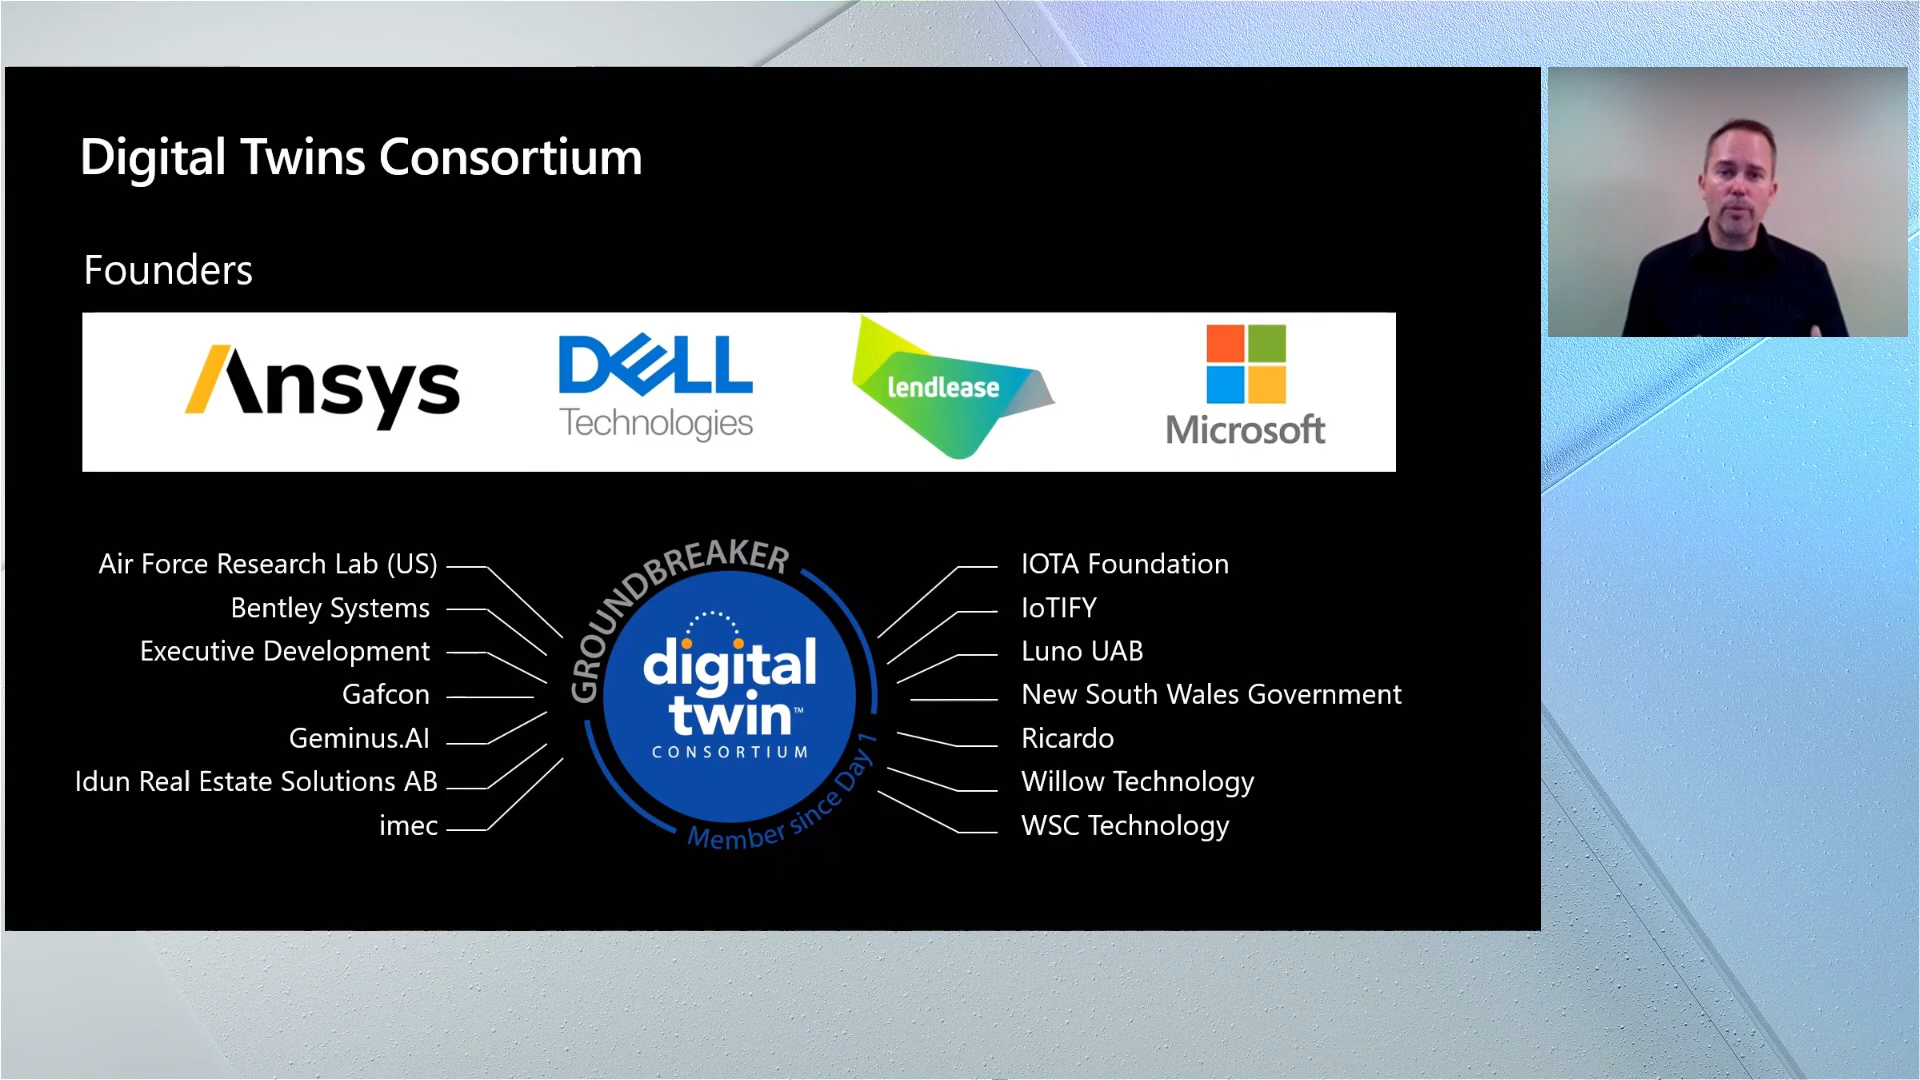 Digital Twins Consortium
Founders
Ansys
DELL
Technologies
lendlease
Microsoft
Air Force Research Lab (US)
Bentley Systems
Executive Development
Gafcon
Geminus.AI
Idun Real Estate Solutions AB
imec
GROUNDBREAKER
digital
twin™
CONSORTIUM
Member since Day 1
IOTA Foundation
IoTIFY
Luno UAB
New South Wales Government
Ricardo
Willow Technology
WSC Technology